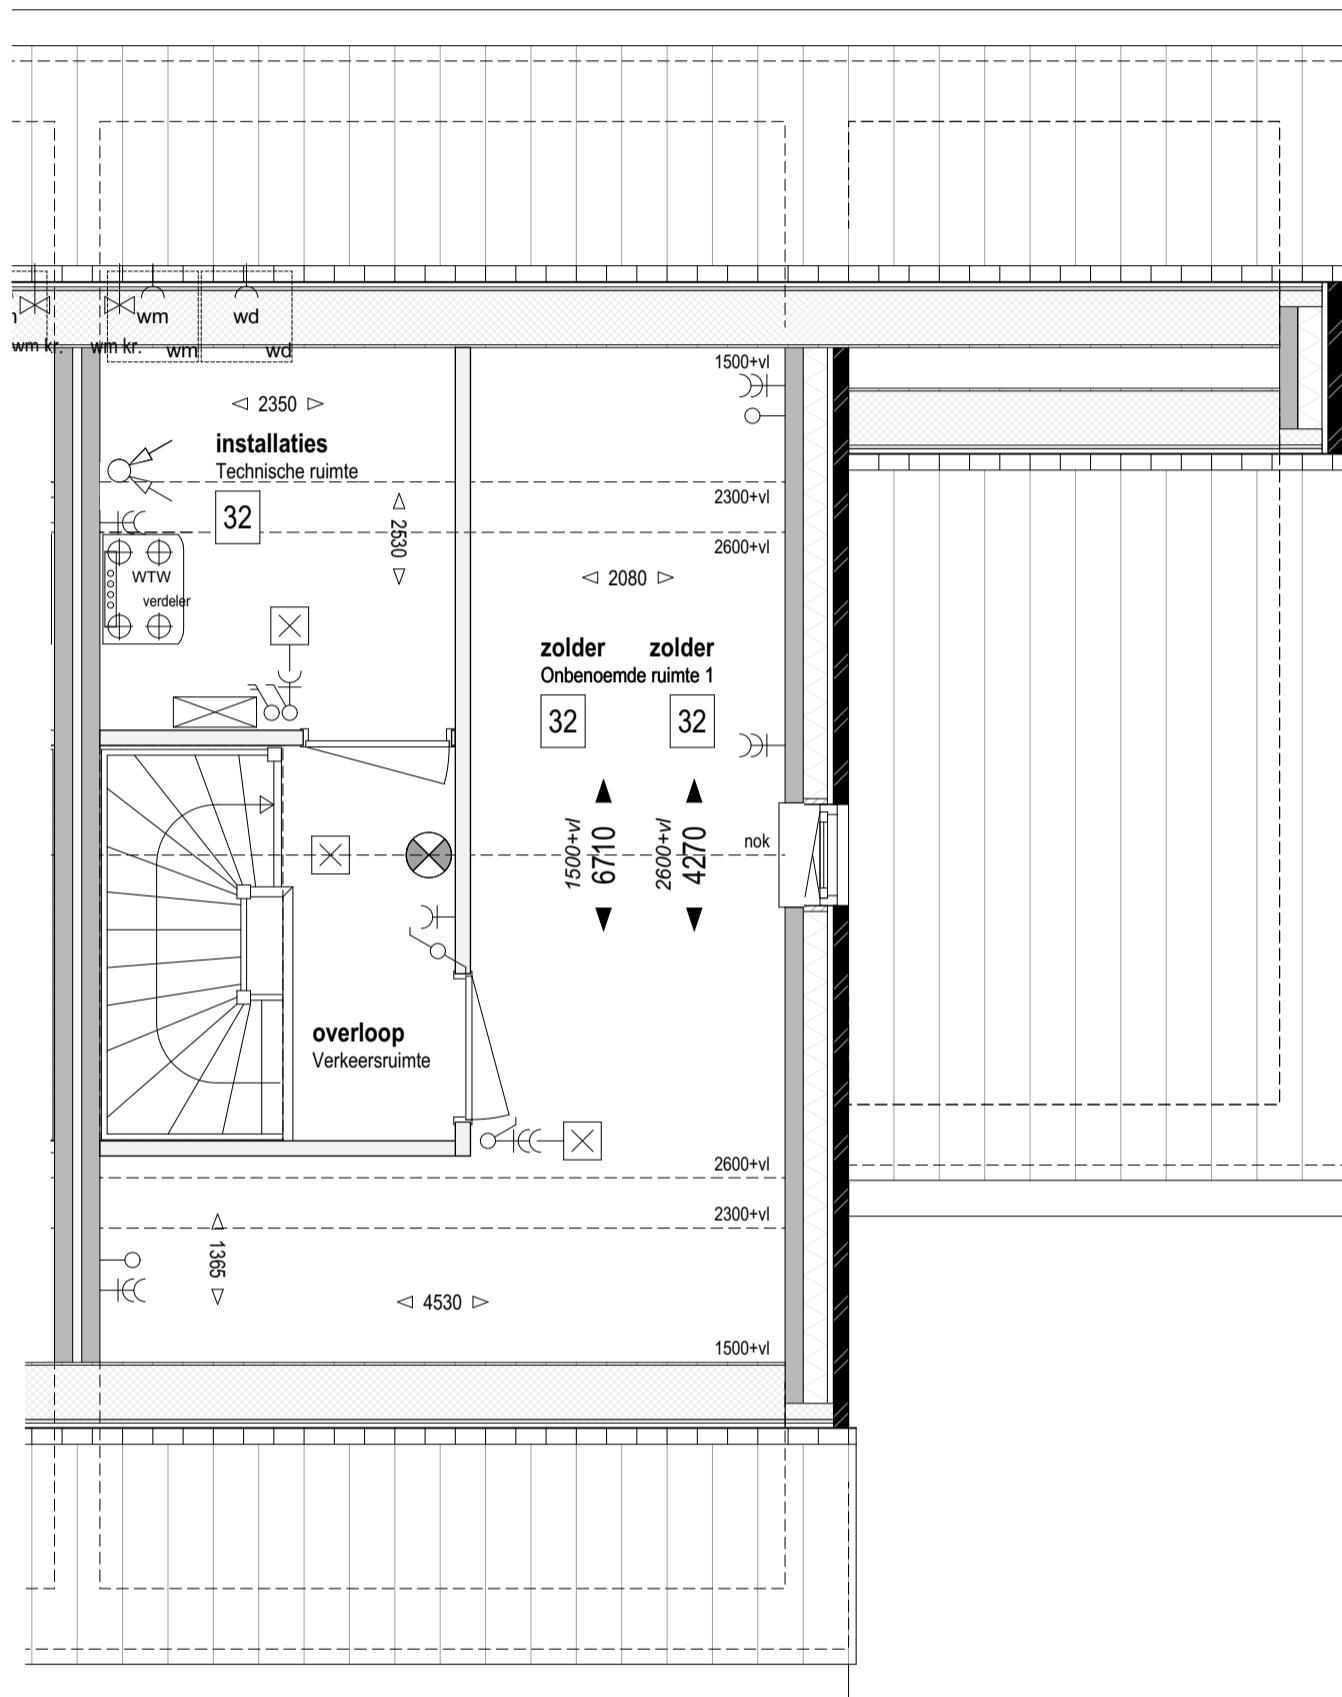 wm
wd
wm kr.
wm kr.
wm
wd
1500+vl
2350
installaties
Technische ruimte
32
2300+vl
2530
2600+vl
WTW
verdeler
2080
zolder zolder
Onbenoemde ruimte 1
32 32
1500+vl
6710
2600+vl
4270
nok
overloop
Verkeersruimte
2600+vl
2300+vl
1365
4530
1500+vl